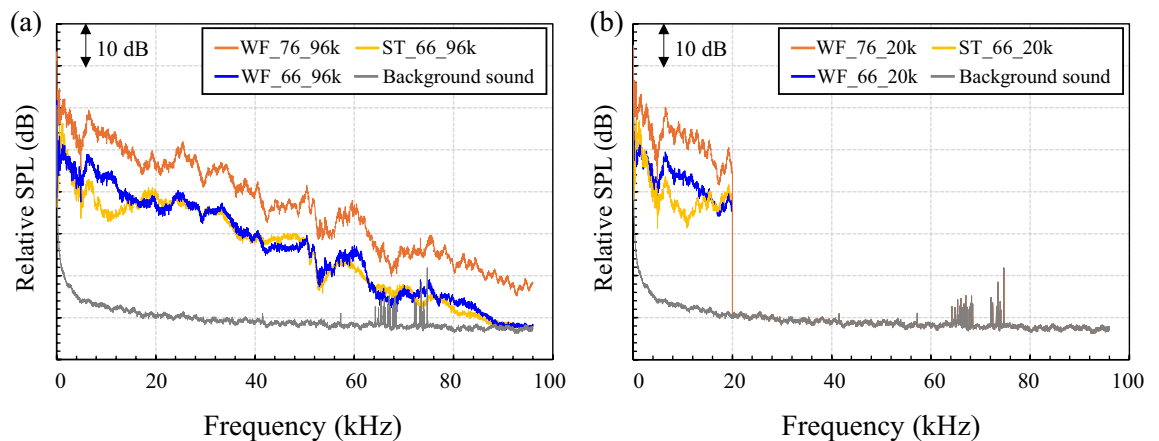 (a)
10 dB
WF_76_96k
ST_66_96k
WF_66_96k
Background sound
Relative SPL (dB)
0
20
40
60
80
100
Frequency (kHz)
(b)
10 dB
WF_76_20k
ST_66_20k
WF_66_20k
Background sound
Relative SPL (dB)
0
20
40
60
80
100
Frequency (kHz)